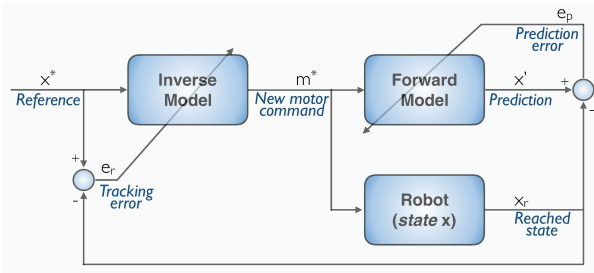 e_p
Prediction
error
x*
Reference
Inverse
Model
m*
New motor
command
Forward
Model
x'
Prediction
+
-
+
e_r
Tracking
error
-
Robot
(state x)
x_r
Reached
state